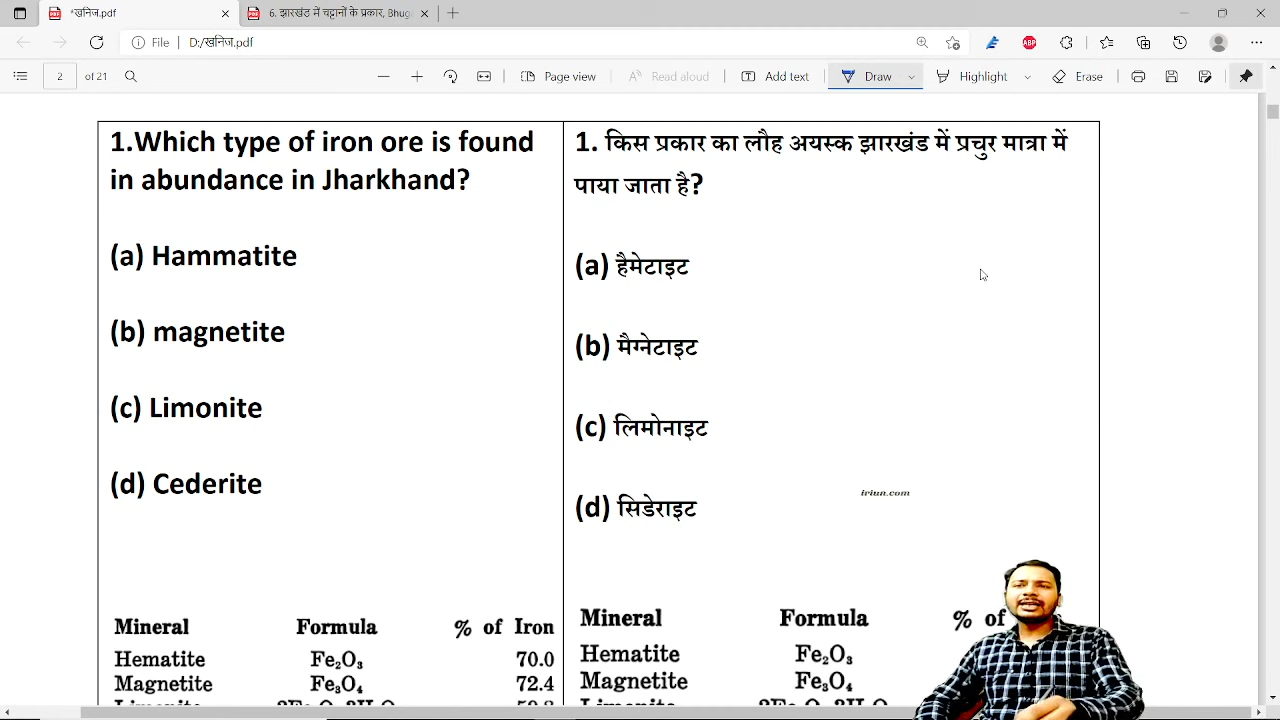 *खनिज.pdf
6. झारखंड में चट्टानों के प्रकार, Bhug
File
D:/खनिज.pdf
2
of 21
Page view
Read aloud
Add text
Draw
Highlight
Erase
1.Which type of iron ore is found
in abundance in Jharkhand?
(a) Hammatite
(b) magnetite
(c) Limonite
(d) Cederite
Mineral Formula % of Iron
Hematite Fe₂O₃ 70.0
Magnetite Fe₃O₄ 72.4
1. किस प्रकार का लौह अयस्क झारखंड में प्रचुर मात्रा में
पाया जाता है?
(a) हैमेटाइट
(b) मैग्नेटाइट
(c) लिमोनाइट
(d) सिडेराइट
iriun.com
Mineral Formula % of
Hematite Fe₂O₃
Magnetite Fe₃O₄